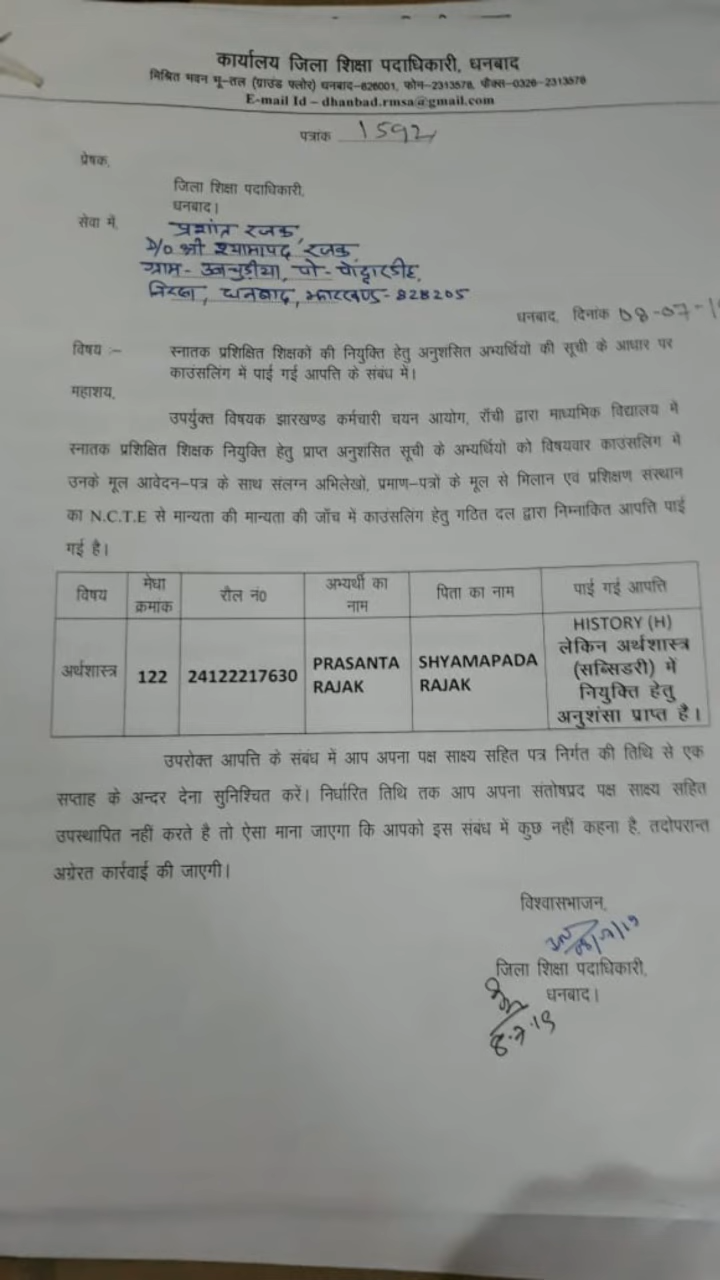 कार्यालय जिला शिक्षा पदाधिकारी, धनबाद
मिश्रित भवन भू–तल (ग्राउंड फ्लोर) धनबाद–826001, फोन–2313578, फैक्स–0326–2313578
E-mail Id – dhanbad.rmsa@gmail.com
पत्रांक 1592
प्रेषक,
जिला शिक्षा पदाधिकारी,
धनबाद।
सेवा में,
प्रशांत रजक,
श्री श्यामापद रजक,
ग्राम-
धनबाद, झारखण्ड- 828205
धनबाद, दिनांक 08-07-
विषय :– स्नातक प्रशिक्षित शिक्षकों की नियुक्ति हेतु अनुशसित अभ्यर्थियों की सूची के आधार पर
काउंसलिंग में पाई गई आपत्ति के संबंध में।
महाशय,
उपर्युक्त विषयक झारखण्ड कर्मचारी चयन आयोग, राँची द्वारा माध्यमिक विद्यालय में
स्नातक प्रशिक्षित शिक्षक नियुक्ति हेतु प्राप्त अनुशसित सूची के अभ्यर्थियों को विषयवार काउंसलिंग में
उनके मूल आवेदन–पत्र के साथ संलग्न अभिलेखो, प्रमाण–पत्रों के मूल से मिलान एवं प्रशिक्षण संस्थान
का N.C.T.E से मान्यता की मान्यता की जाँच में काउंसलिंग हेतु गठित दल द्वारा निम्नाकित आपत्ति पाई
गई है।
विषय मेधा क्रमांक रौल नं0 अभ्यर्थी का नाम पिता का नाम पाई गई आपत्ति
अर्थशास्त्र 122 24122217630 PRASANTA RAJAK SHYAMAPADA RAJAK HISTORY (H) लेकिन अर्थशास्त्र (सब्सिडरी) में नियुक्ति हेतु अनुशंसा प्राप्त है।
उपरोक्त आपत्ति के संबंध में आप अपना पक्ष साक्ष्य सहित पत्र निर्गत की तिथि से एक
सप्ताह के अन्दर देना सुनिश्चित करें। निर्धारित तिथि तक आप अपना संतोषप्रद पक्ष साक्ष्य सहित
उपस्थापित नहीं करते है तो ऐसा माना जाएगा कि आपको इस संबंध में कुछ नहीं कहना है, तदोपरान्त
अग्रेरत कार्रवाई की जाएगी।
विश्वासभाजन,
08/7/19
जिला शिक्षा पदाधिकारी,
धनबाद।
8.7.19